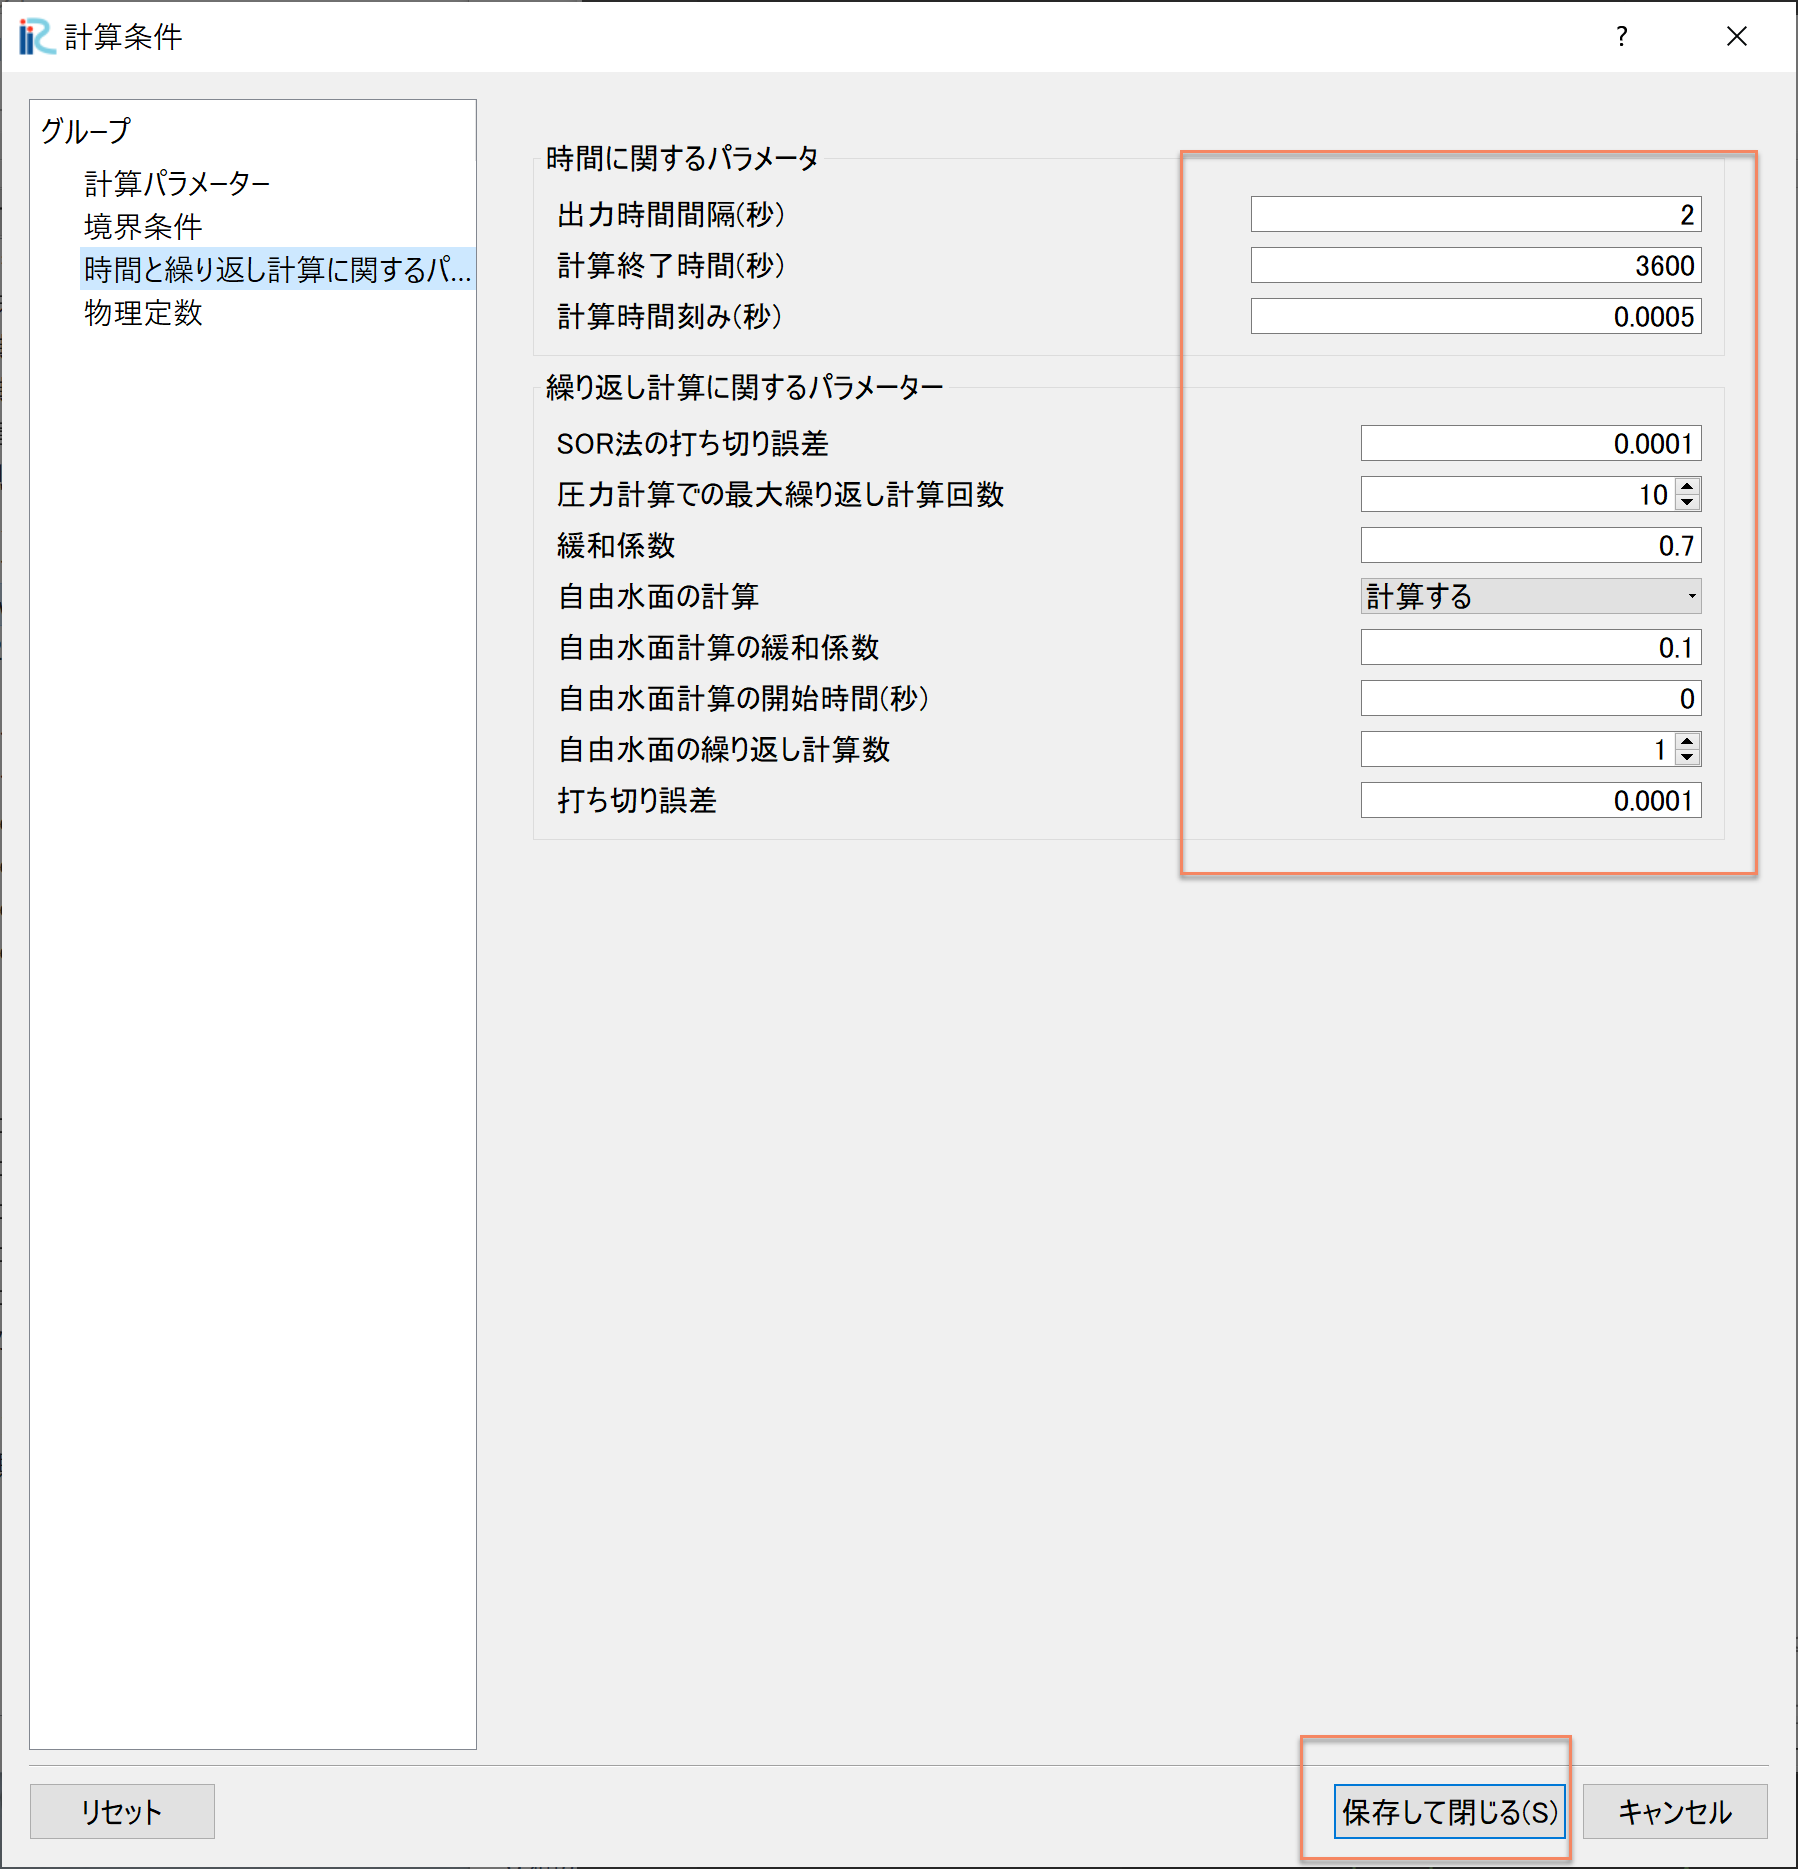 iRIC 計算条件
?
グループ
計算パラメーター
境界条件
時間と繰り返し計算に関するパ...
物理定数
時間に関するパラメータ
出力時間間隔(秒) 2
計算終了時間(秒) 3600
計算時間刻み(秒) 0.0005
繰り返し計算に関するパラメーター
SOR法の打ち切り誤差 0.0001
圧力計算での最大繰り返し計算回数 10
緩和係数 0.7
自由水面の計算 計算する
自由水面計算の緩和係数 0.1
自由水面計算の開始時間(秒) 0
自由水面の繰り返し計算数 1
打ち切り誤差 0.0001
リセット 保存して閉じる(S) キャンセル